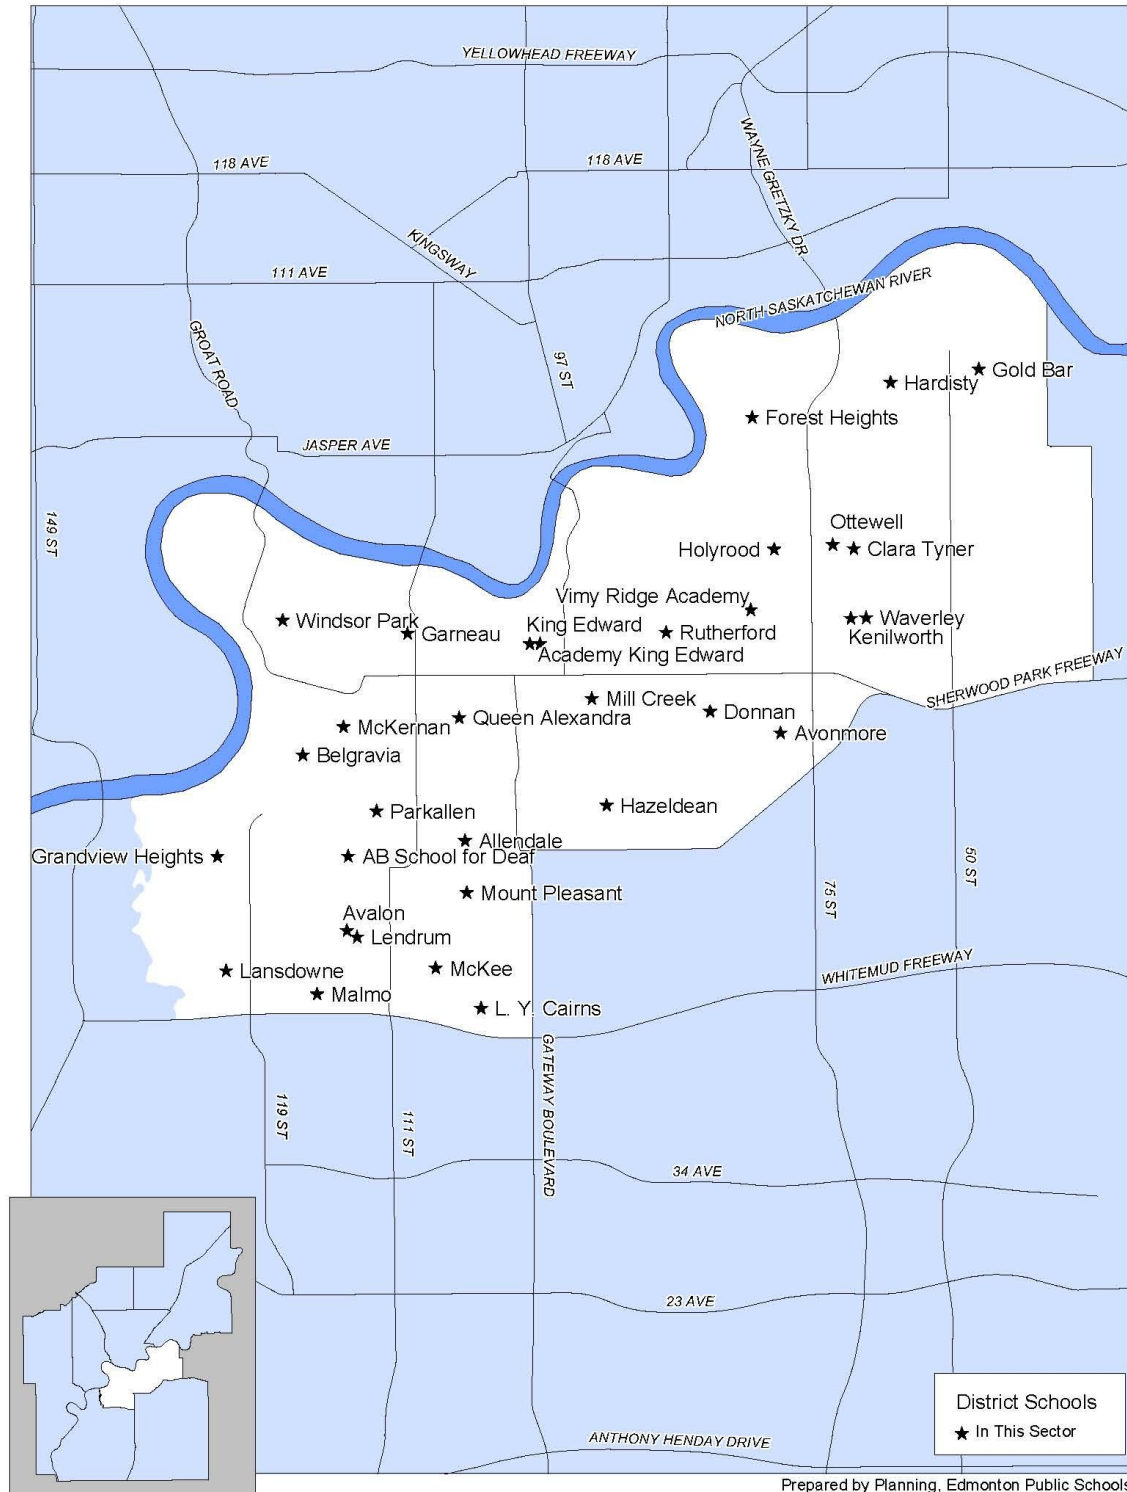 YELLOWHEAD FREEWAY
WAYNE GRETZKY DR
118 AVE
118 AVE
KINGSWAY
111 AVE
NORTH SASKATCHEWAN RIVER
GROAT ROAD
97 ST
Gold Bar
Hardisty
Forest Heights
JASPER AVE
149 ST
Ottewell
Holyrood
Clara Tyner
Vimy Ridge Academy
Windsor Park
King Edward
Garneau
Rutherford
Waverley
Kenilworth
Academy King Edward
SHERWOOD PARK FREEWAY
Mill Creek
Donnan
Queen Alexandra
McKernan
Avonmore
Belgravia
Hazeldean
Parkallen
Allendale
Grandview Heights
AB School for Deaf
50 ST
75 ST
Mount Pleasant
Avalon
Lendrum
Lansdowne
McKee
WHITEMUD FREEWAY
Malmo
L. Y. Cairns
GATEWAY BOULEVARD
119 ST
111 ST
34 AVE
23 AVE
District Schools
In This Sector
ANTHONY HENDAY DRIVE
Prepared by Planning, Edmonton Public Schools